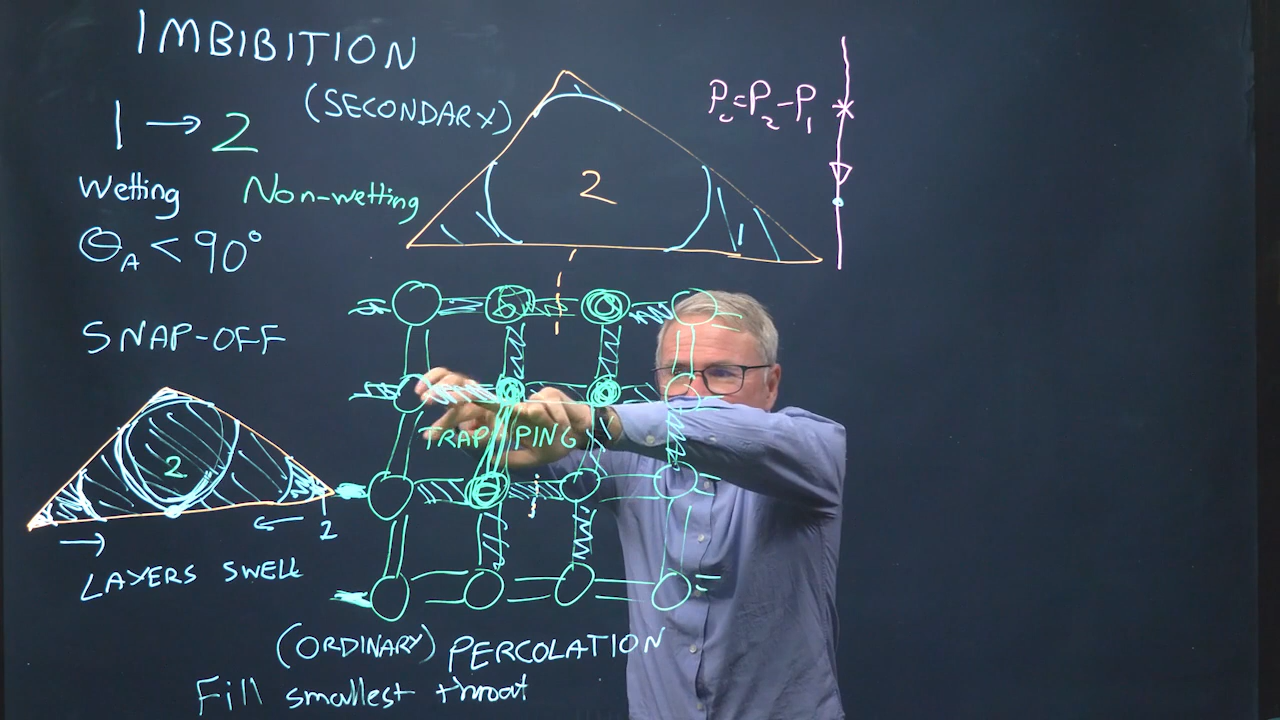 IMBIBITION
(SECONDARY)
1 → 2
Wetting Non-wetting
θA < 90°
Pc=P2-P1
2
1
SNAP-OFF
2
2
LAYERS SWELL
TRAPPING
(ORDINARY) PERCOLATION
Fill smallest throat